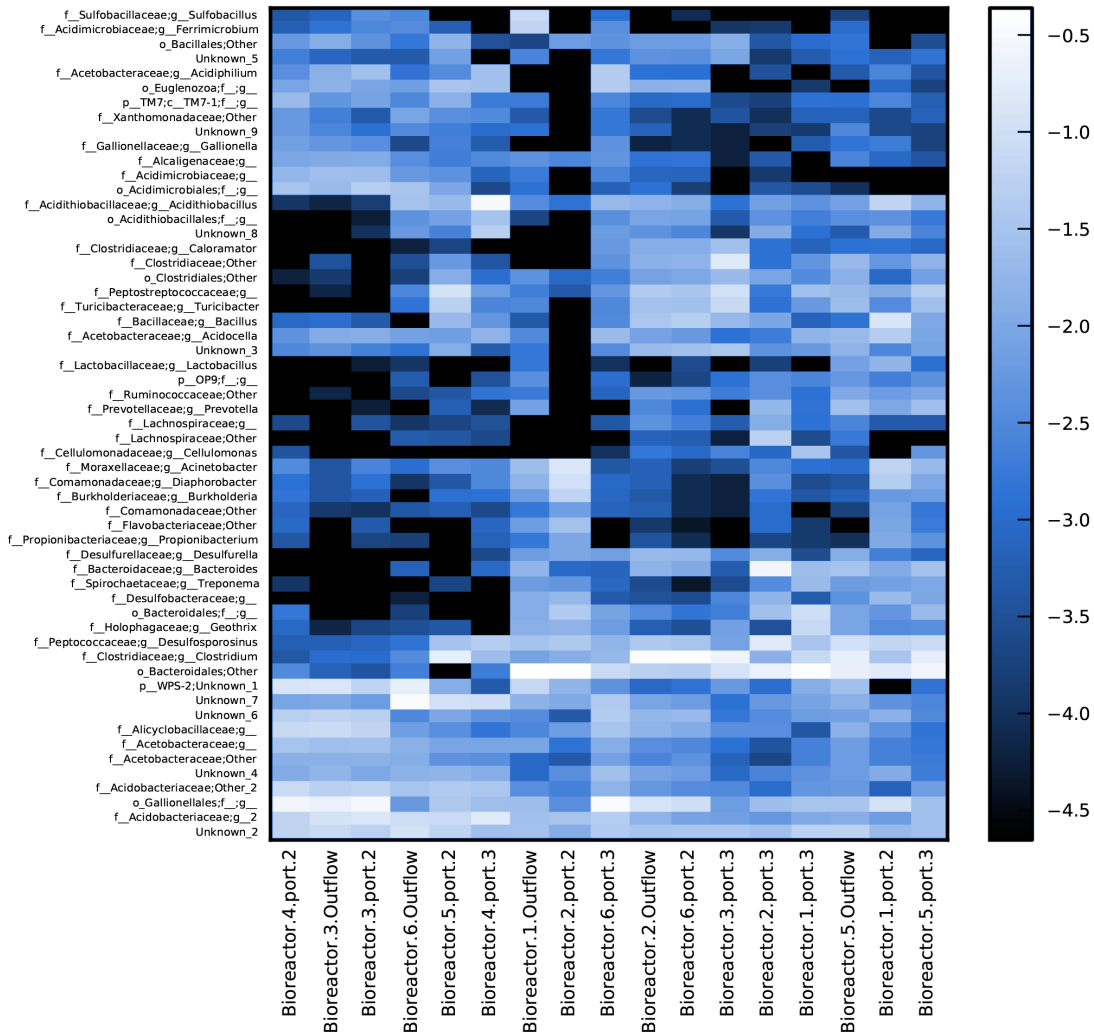 f__Sulfobacillaceae;g__Sulfobacillus
f__Acidimicrobiaceae;g__Ferrimicrobium
o_Bacillales;Other
Unknown_5
f__Acetobacteraceae;g__Acidiphilium
o_Euglenozoa;f__;g__
p__TM7;c__TM7-1;f__;g__
f__Xanthomonadaceae;Other
Unknown_9
f__Gallionellaceae;g__Gallionella
f__Alcaligenaceae;g__
f__Acidimicrobiaceae;g__
o_Acidimicrobiales;f__;g__
f__Acidithiobacillaceae;g__Acidithiobacillus
o_Acidithiobacillales;f__;g__
Unknown_8
f__Clostridiaceae;g__Caloramator
f__Clostridiaceae;Other
o_Clostridiales;Other
f__Peptostreptococcaceae;g__
f__Turicibacteraceae;g__Turicibacter
f__Bacillaceae;g__Bacillus
f__Acetobacteraceae;g__Acidocella
Unknown_3
f__Lactobacillaceae;g__Lactobacillus
p__OP9;f__;g__
f__Ruminococcaceae;Other
f__Prevotellaceae;g__Prevotella
f__Lachnospiraceae;g__
f__Lachnospiraceae;Other
f__Cellulomonadaceae;g__Cellulomonas
f__Moraxellaceae;g__Acinetobacter
f__Comamonadaceae;g__Diaphorobacter
f__Burkholderiaceae;g__Burkholderia
f__Comamonadaceae;Other
f__Flavobacteriaceae;Other
f__Propionibacteriaceae;g__Propionibacterium
f__Desulfurellaceae;g__Desulfurella
f__Bacteroidaceae;g__Bacteroides
f__Spirochaetaceae;g__Treponema
f__Desulfobacteraceae;g__
o_Bacteroidales;f__;g__
f__Holophagaceae;g__Geothrix
f__Peptococcaceae;g__Desulfosporosinus
f__Clostridiaceae;g__Clostridium
o_Bacteroidales;Other
p__WPS-2;Unknown_1
Unknown_7
Unknown_6
f__Alicyclobacillaceae;g__
f__Acetobacteraceae;g__
f__Acetobacteraceae;Other
Unknown_4
f__Acidobacteriaceae;Other_2
o_Gallionellales;f__;g__
f__Acidobacteriaceae;g__2
Unknown_2
Bioreactor.4.port.2
Bioreactor.3.Outflow
Bioreactor.3.port.2
Bioreactor.6.Outflow
Bioreactor.5.port.2
Bioreactor.4.port.3
Bioreactor.1.Outflow
Bioreactor.2.port.2
Bioreactor.6.port.3
Bioreactor.2.Outflow
Bioreactor.6.port.2
Bioreactor.3.port.3
Bioreactor.2.port.3
Bioreactor.1.port.3
Bioreactor.5.Outflow
Bioreactor.1.port.2
Bioreactor.5.port.3
−0.5
−1.0
−1.5
−2.0
−2.5
−3.0
−3.5
−4.0
−4.5